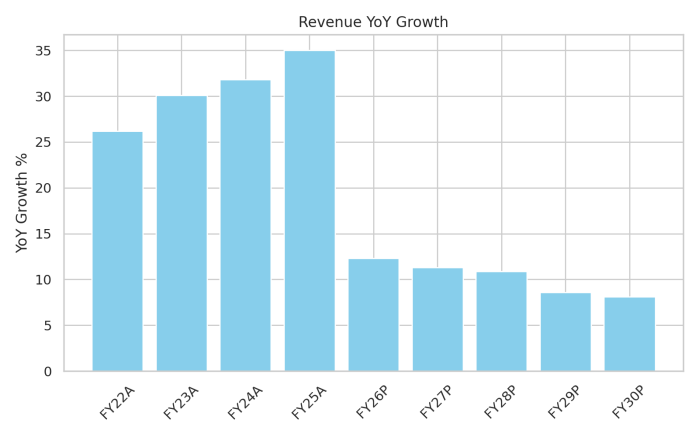 Revenue YoY Growth
YoY Growth %
35
30
25
20
15
10
5
0
FY22A FY23A FY24A FY25A FY26P FY27P FY28P FY29P FY30P